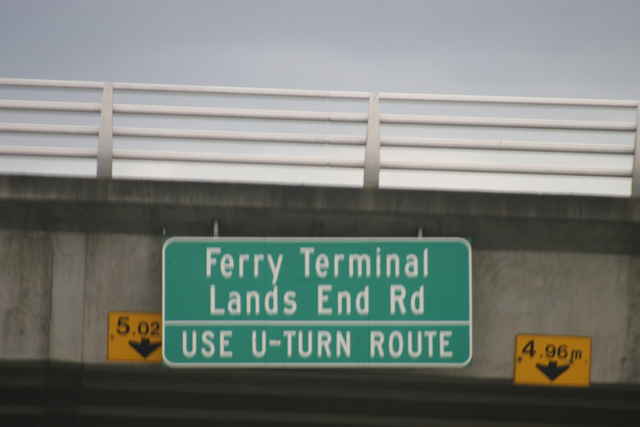 Ferry Terminal
Lands End Rd
USE U-TURN ROUTE
5.02
4.96m